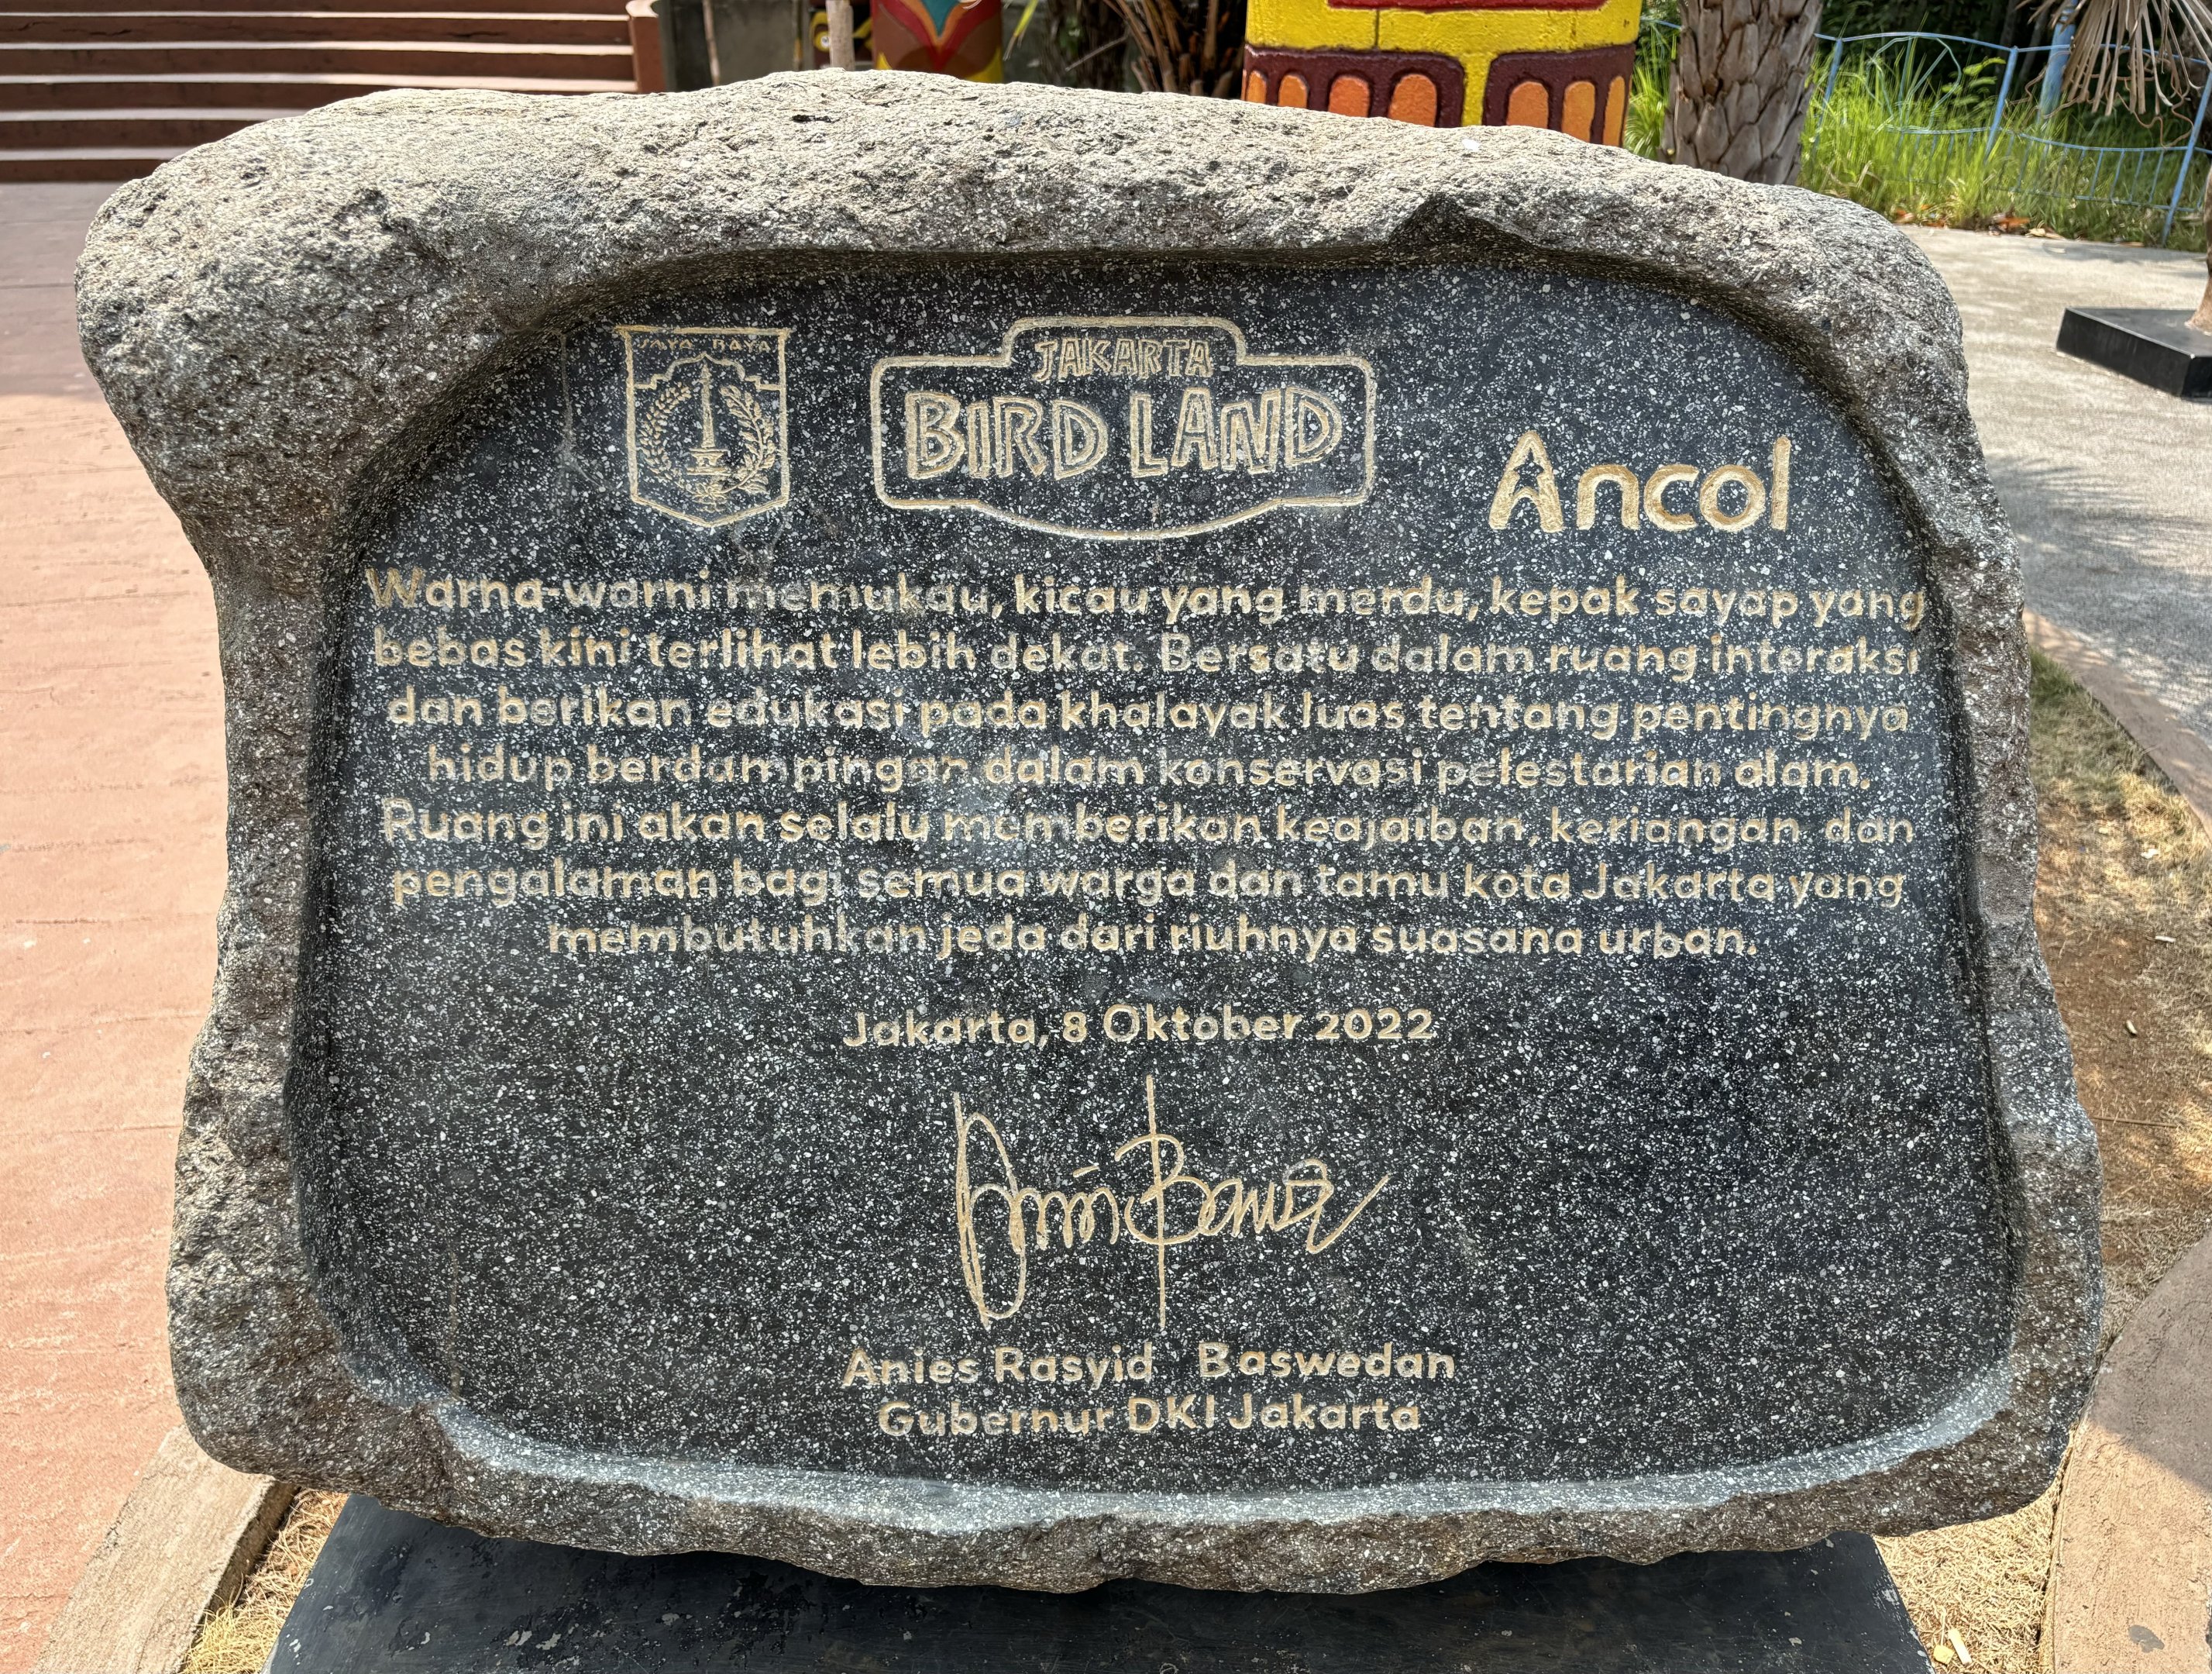 JAYA RAYA
JAKARTA
BIRD LAND
Ancol
Warna-warni memukau, kicau yang merdu, kepak sayap yang
bebas kini terlihat lebih dekat. Bersatu dalam ruang interaksi
dan berikan edukasi pada khalayak luas tentang pentingnya
hidup berdampingan dalam konservasi pelestarian alam.
Ruang ini akan selalu memberikan keajaiban, keriangan dan
pengalaman bagi semua warga dan tamu kota Jakarta yang
membutuhkan jeda dari riuhnya suasana urban.
Jakarta, 8 Oktober 2022
Anies Rasyid Baswedan
Gubernur DKI Jakarta